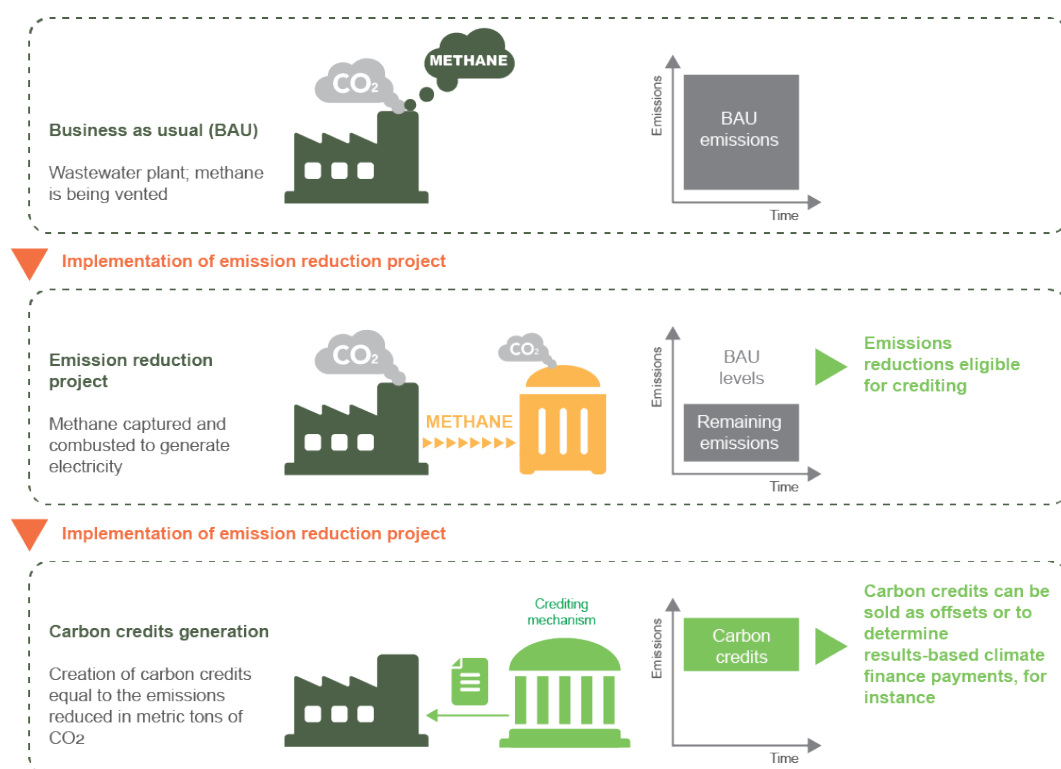 METHANE
CO2
Business as usual (BAU)
Wastewater plant; methane
is being vented
Emissions
BAU
emissions
Time
Implementation of emission reduction project
Emission reduction
project
Methane captured and
combusted to generate
electricity
CO2
CO2
METHANE
Emissions
BAU
levels
Remaining
emissions
Time
Emissions
reductions eligible
for crediting
Implementation of emission reduction project
Carbon credits generation
Creation of carbon credits
equal to the emissions
reduced in metric tons of
CO2
Crediting
mechanism
Emissions
Carbon
credits
Time
Carbon credits can be
sold as offsets or to
determine
results-based climate
finance payments, for
instance